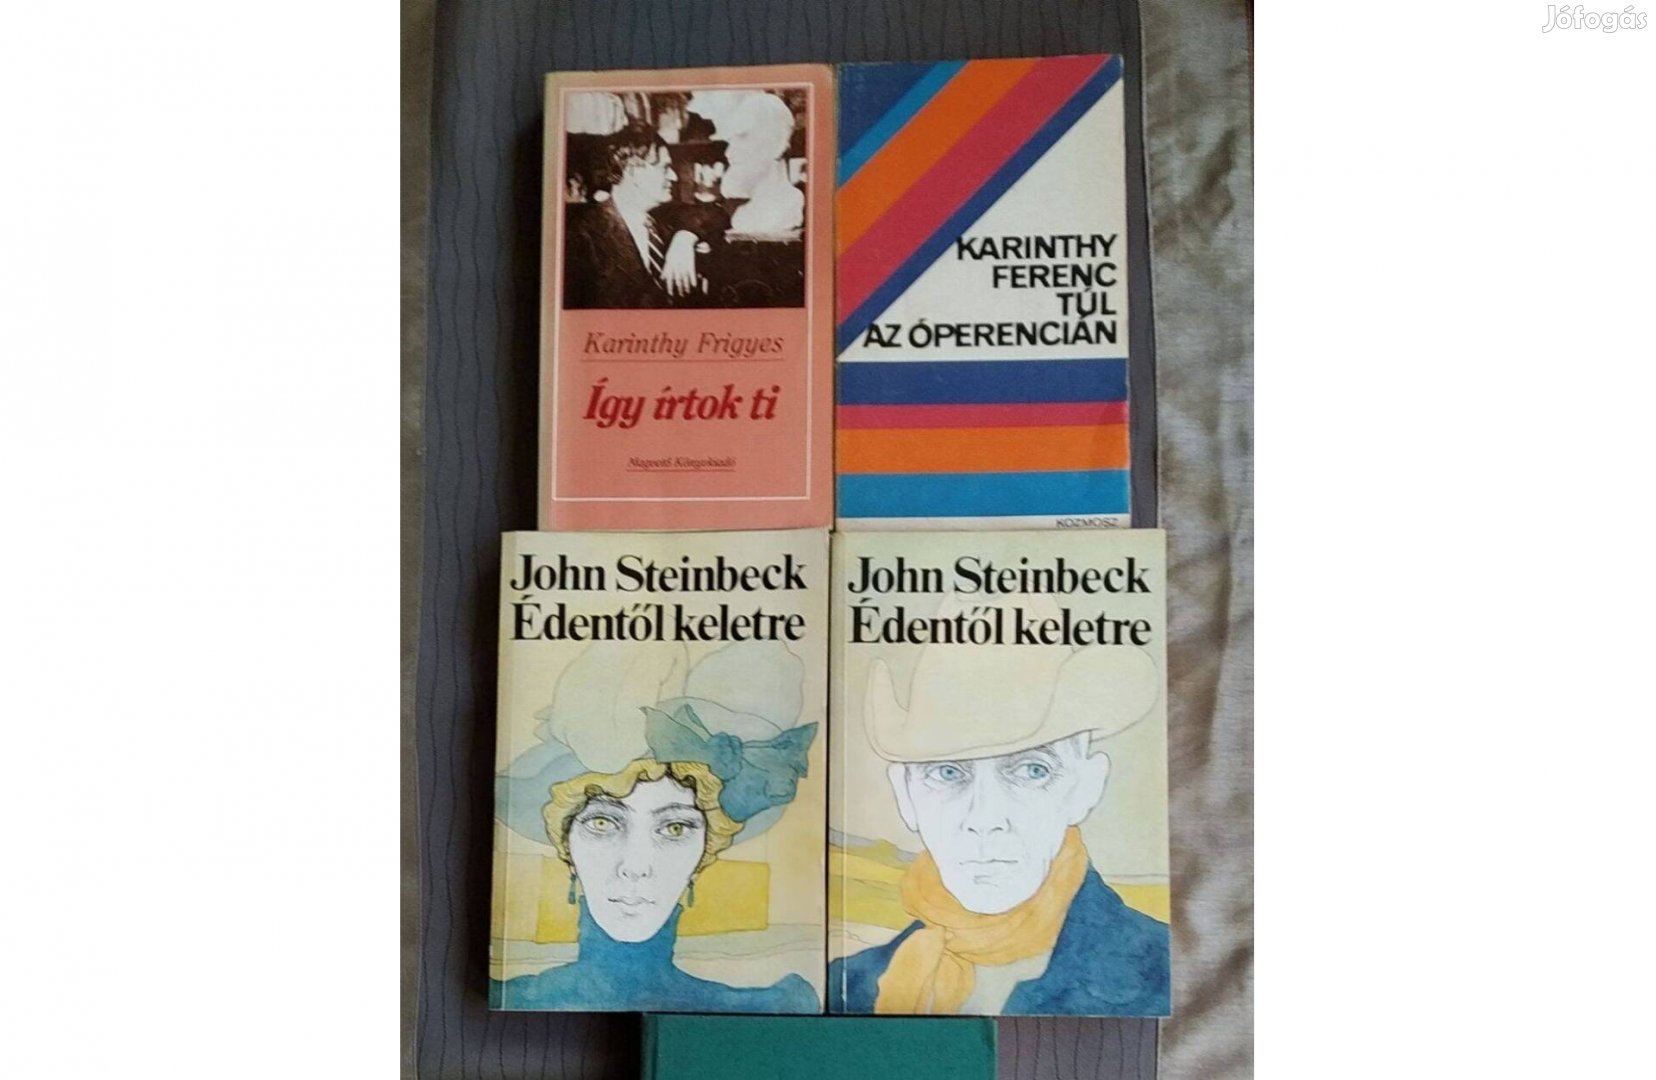 Jófogás
Karinthy Frigyes
Így írtok ti
Magvető Könyvkiadó
KARINTHY
FERENC
TÚL
AZ ÓPERENCIÁN
KOZMOSZ
John Steinbeck
Édentől keletre
John Steinbeck
Édentől keletre